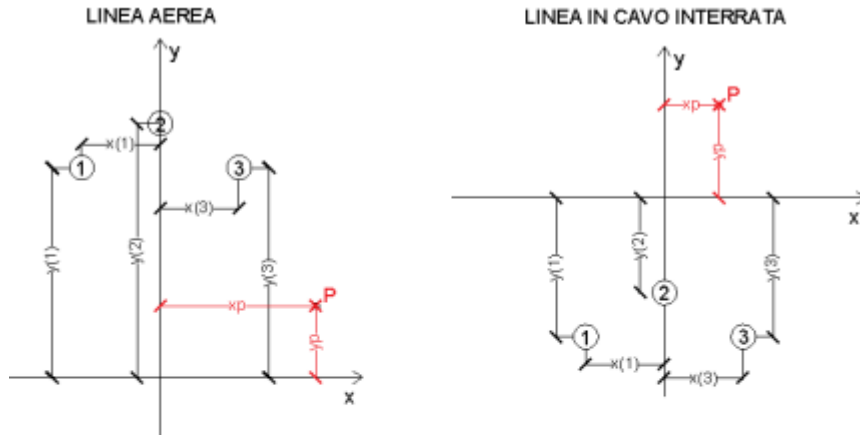 LINEA AEREA
y
2
x(1)
1
3
x(3)
y(1)
y(2)
y(3)
P
xp
yp
x
LINEA IN CAVO INTERRATA
y
P
xp
yp
x
y(1)
y(2)
y(3)
2
1
3
x(1)
x(3)